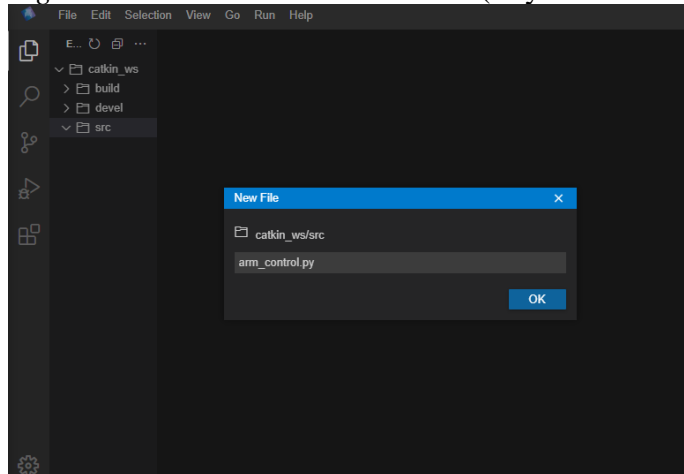 File Edit Selection View Go Run Help
E... ...
catkin_ws
build
devel
src
New File
catkin_ws/src
arm_control.py
OK